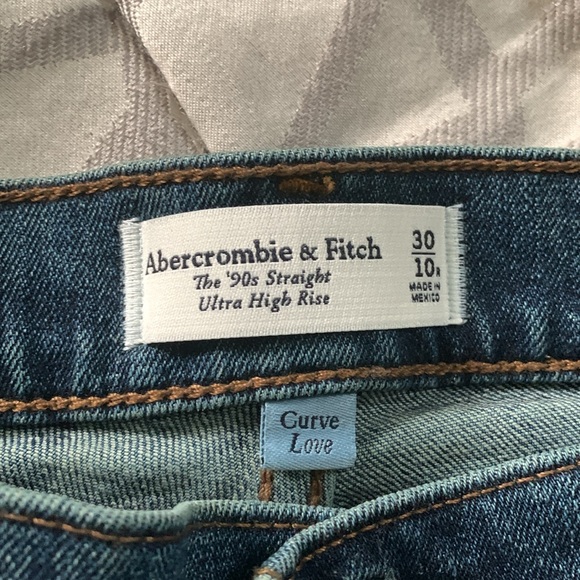 Abercrombie & Fitch
The '90s Straight
Ultra High Rise
30
10R
MADE IN
MEXICO
Curve
Love